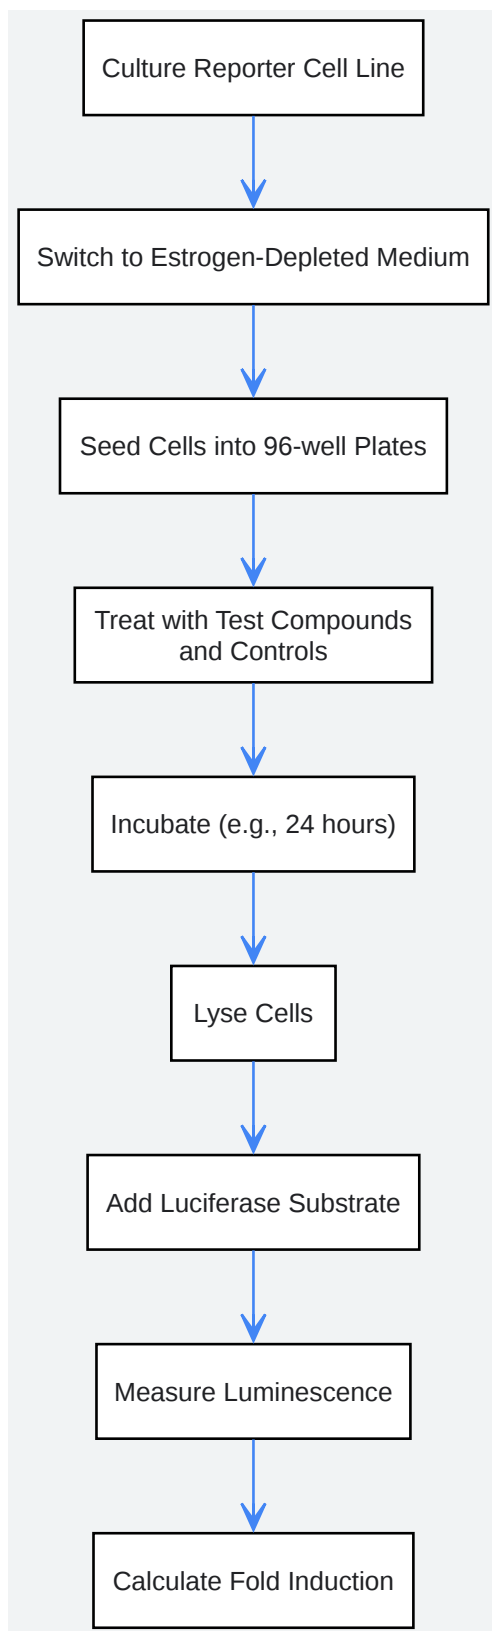 Culture Reporter Cell Line
Switch to Estrogen-Depleted Medium
Seed Cells into 96-well Plates
Treat with Test Compounds
and Controls
Incubate (e.g., 24 hours)
Lyse Cells
Add Luciferase Substrate
Measure Luminescence
Calculate Fold Induction